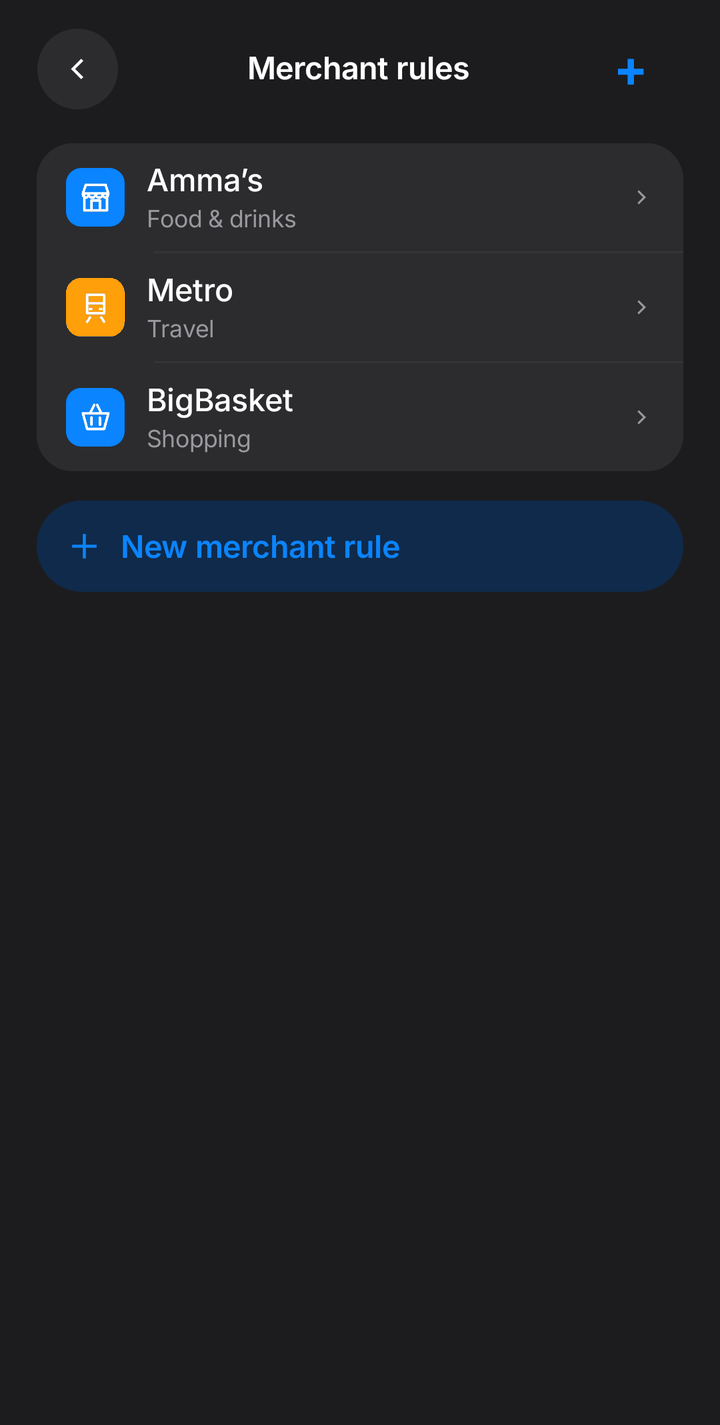 Merchant rules
Amma’s
Food & drinks
Metro
Travel
BigBasket
Shopping
New merchant rule